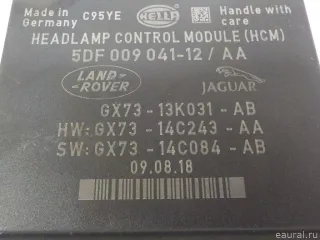 Made in Germany
C95YE
HELLA
Handle with care
HEADLAMP CONTROL MODULE (HCM)
5DF 009 041-12 / AA
LAND ROVER
JAGUAR
GX73 - 13K031 - AB
HW: GX73 - 14C243 - AA
SW: GX73 - 14C084 - AB
09.08.18
eaural.ru